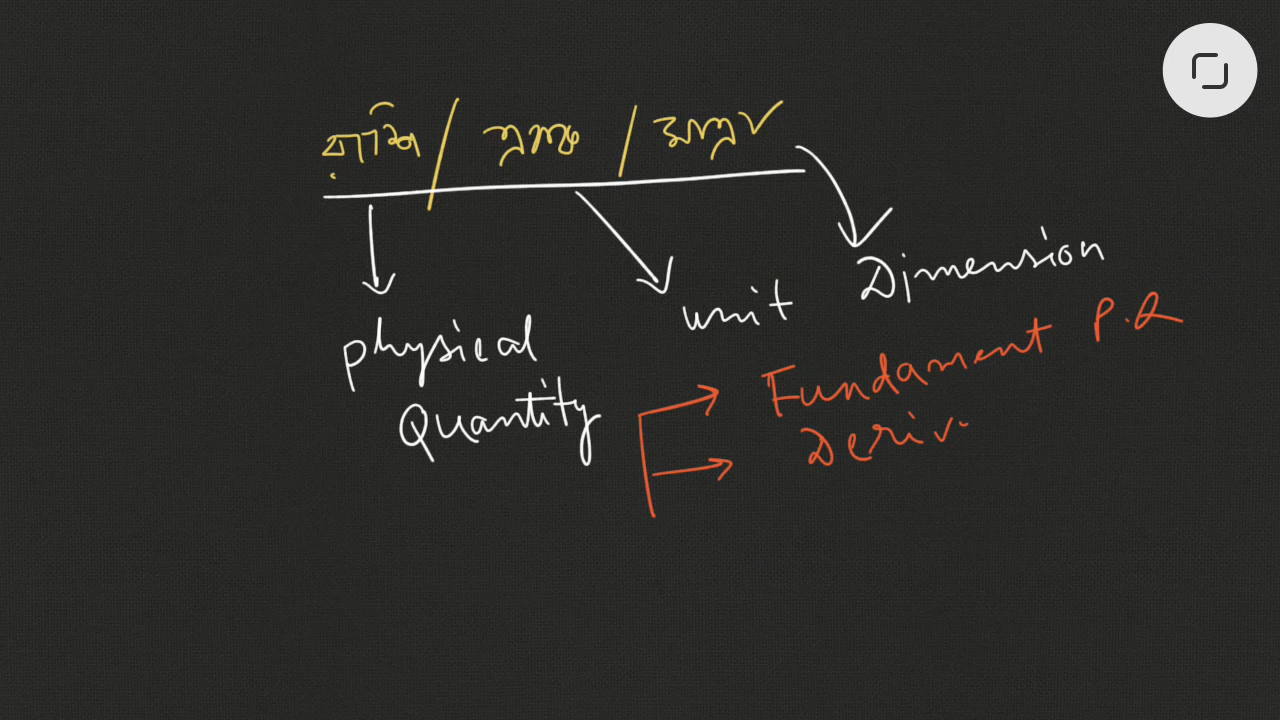 রাশি / একক / মাত্রা
physical unit Dimension
Quantity Fundament P.Q
Deriv